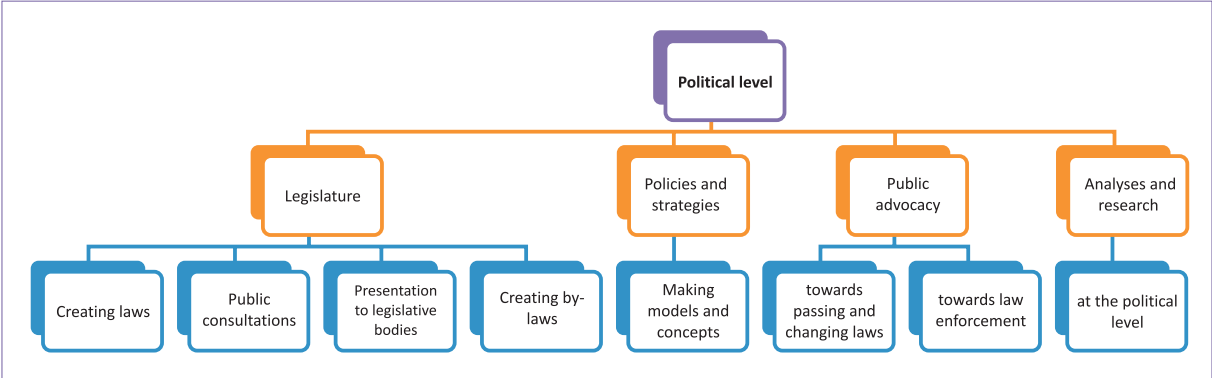 Political level
Legislature
Policies and
strategies
Public
advocacy
Analyses and
research
Creating laws
Public
consultations
Presentation
to legislative
bodies
Creating by-
laws
Making
models and
concepts
towards
passing and
changing laws
towards law
enforcement
at the political
level